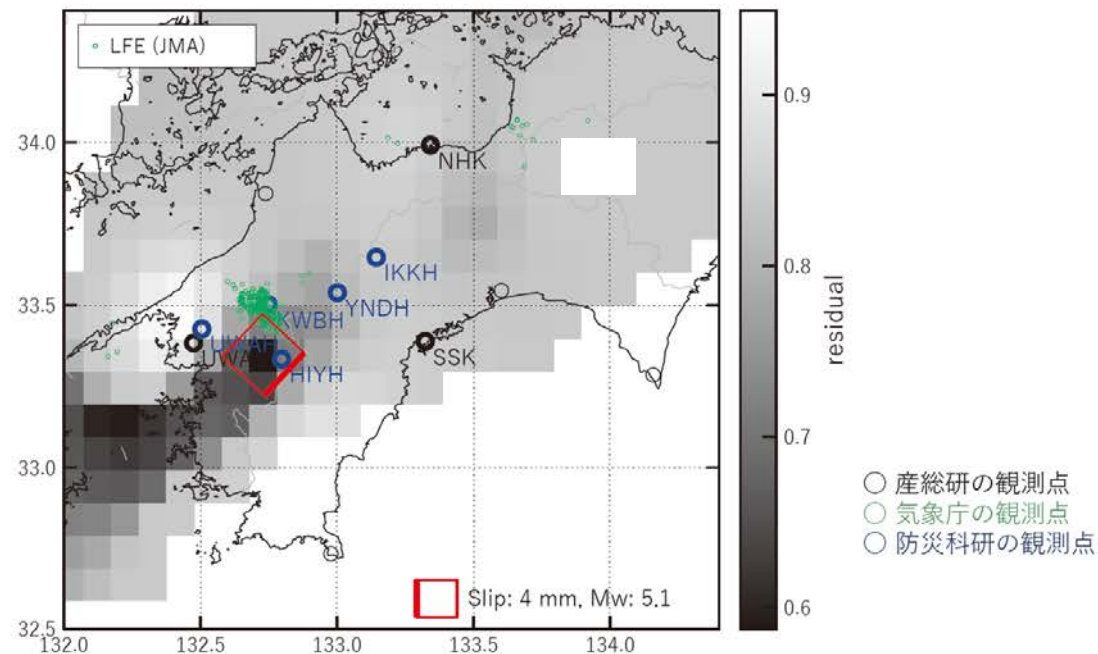 LFE (JMA)
34.0
33.5
33.0
32.5
132.0
132.5
133.0
133.5
134.0
NHK
IKKH
YNDH
KWBH
UWAH
UWA
HIYH
SSK
Slip: 4 mm, Mw: 5.1
0.9
0.8
0.7
0.6
residual
産総研の観測点
気象庁の観測点
防災科研の観測点